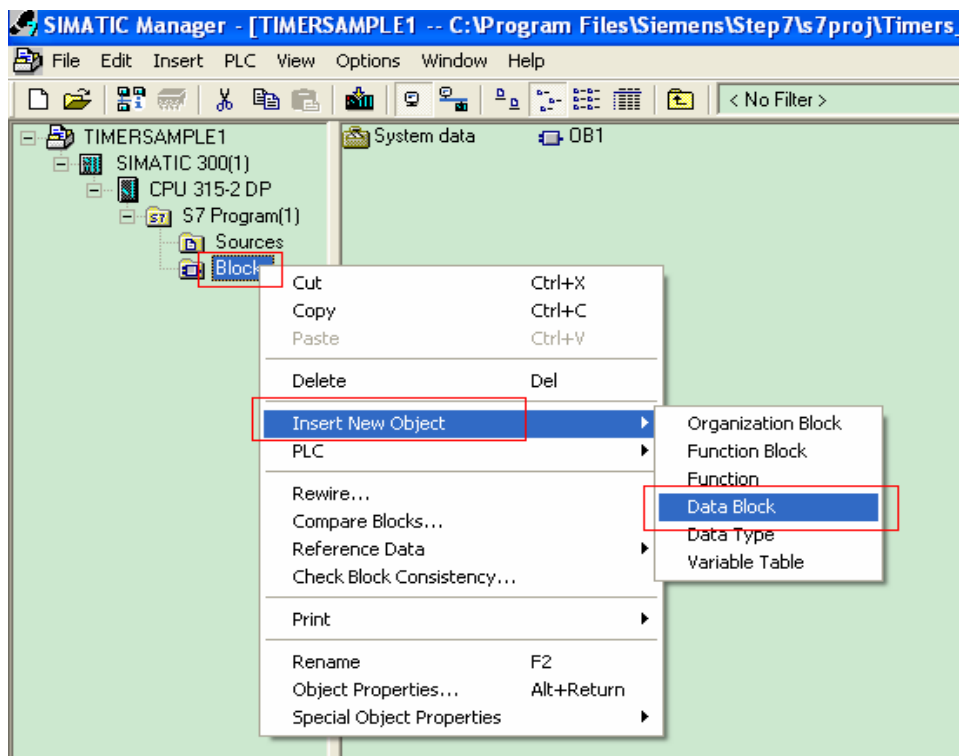 SIMATIC Manager - [TIMERSAMPLE1 -- C:\Program Files\Siemens\Step7\s7proj\Timers_
File Edit Insert PLC View Options Window Help
< No Filter >
TIMERSAMPLE1
SIMATIC 300(1)
CPU 315-2 DP
S7 Program(1)
Sources
Block
System data OB1
Cut Ctrl+X
Copy Ctrl+C
Paste Ctrl+V
Delete Del
Insert New Object
PLC
Rewire...
Compare Blocks...
Reference Data
Check Block Consistency...
Print
Rename F2
Object Properties... Alt+Return
Special Object Properties
Organization Block
Function Block
Function
Data Block
Data Type
Variable Table